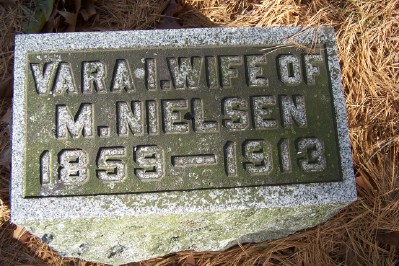 VARA I. WIFE OF
M. NIELSEN
1859 — 1913